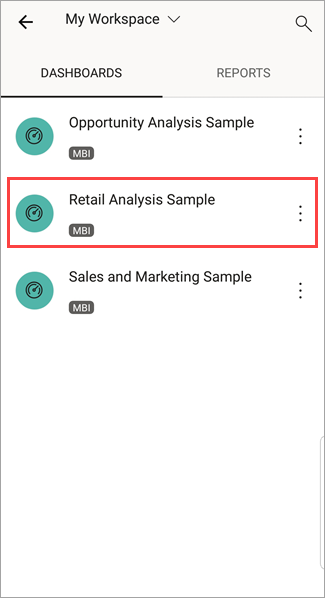 My Workspace
DASHBOARDS REPORTS
Opportunity Analysis Sample
MBI
Retail Analysis Sample
MBI
Sales and Marketing Sample
MBI